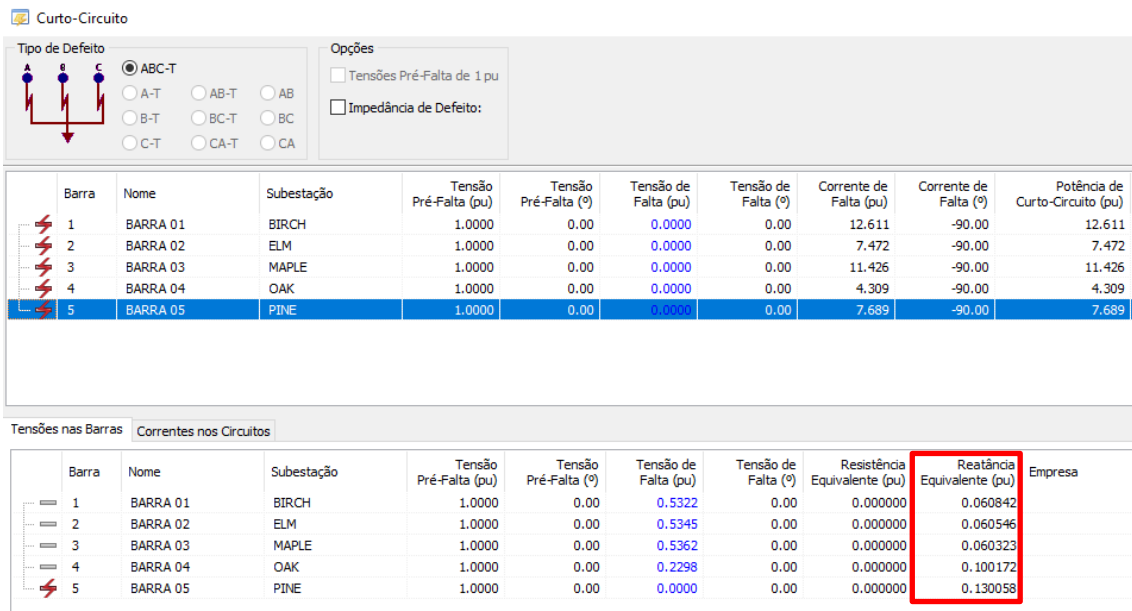 Curto-Circuito
Tipo de Defeito
Opções
A B C
ABC-T
Tensões Pré-Falta de 1 pu
A-T AB-T AB
Impedância de Defeito:
B-T BC-T BC
C-T CA-T CA
Barra Nome Subestação Tensão Pré-Falta (pu) Tensão Pré-Falta (º) Tensão de Falta (pu) Tensão de Falta (º) Corrente de Falta (pu) Corrente de Falta (º) Potência de Curto-Circuito (pu)
1 BARRA 01 BIRCH 1.0000 0.00 0.0000 0.00 12.611 -90.00 12.611
2 BARRA 02 ELM 1.0000 0.00 0.0000 0.00 7.472 -90.00 7.472
3 BARRA 03 MAPLE 1.0000 0.00 0.0000 0.00 11.426 -90.00 11.426
4 BARRA 04 OAK 1.0000 0.00 0.0000 0.00 4.309 -90.00 4.309
5 BARRA 05 PINE 1.0000 0.00 0.0000 0.00 7.689 -90.00 7.689
Tensões nas Barras Correntes nos Circuitos
Barra Nome Subestação Tensão Pré-Falta (pu) Tensão Pré-Falta (º) Tensão de Falta (pu) Tensão de Falta (º) Resistência Equivalente (pu) Reatância Equivalente (pu) Empresa
1 BARRA 01 BIRCH 1.0000 0.00 0.5322 0.00 0.000000 0.060842
2 BARRA 02 ELM 1.0000 0.00 0.5345 0.00 0.000000 0.060546
3 BARRA 03 MAPLE 1.0000 0.00 0.5362 0.00 0.000000 0.060323
4 BARRA 04 OAK 1.0000 0.00 0.2298 0.00 0.000000 0.100172
5 BARRA 05 PINE 1.0000 0.00 0.0000 0.00 0.000000 0.130058